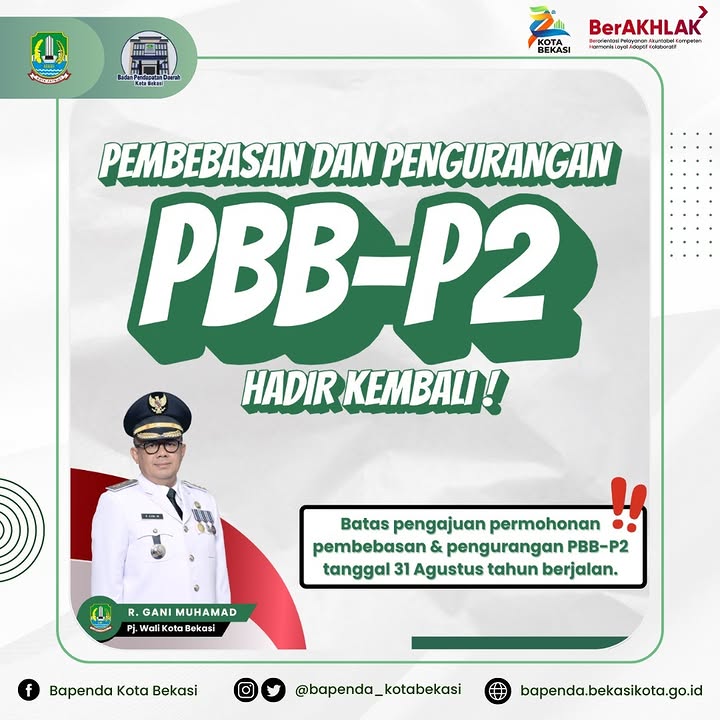 KOTA
BEKASI
BerAKHLAK
Berorientasi Pelayanan Akuntabel Kompeten
Harmonis Loyal Adaptif Kolaboratif
Badan Pendapatan Daerah
Kota Bekasi
PEMBEBASAN DAN PENGURANGAN
PBB-P2
HADIR KEMBALI !
Batas pengajuan permohonan
pembebasan & pengurangan PBB-P2
tanggal 31 Agustus tahun berjalan.
R. GANI MUHAMAD
Pj. Wali Kota Bekasi
Bapenda Kota Bekasi
@bapenda_kotabekasi
bapenda.bekasikota.go.id